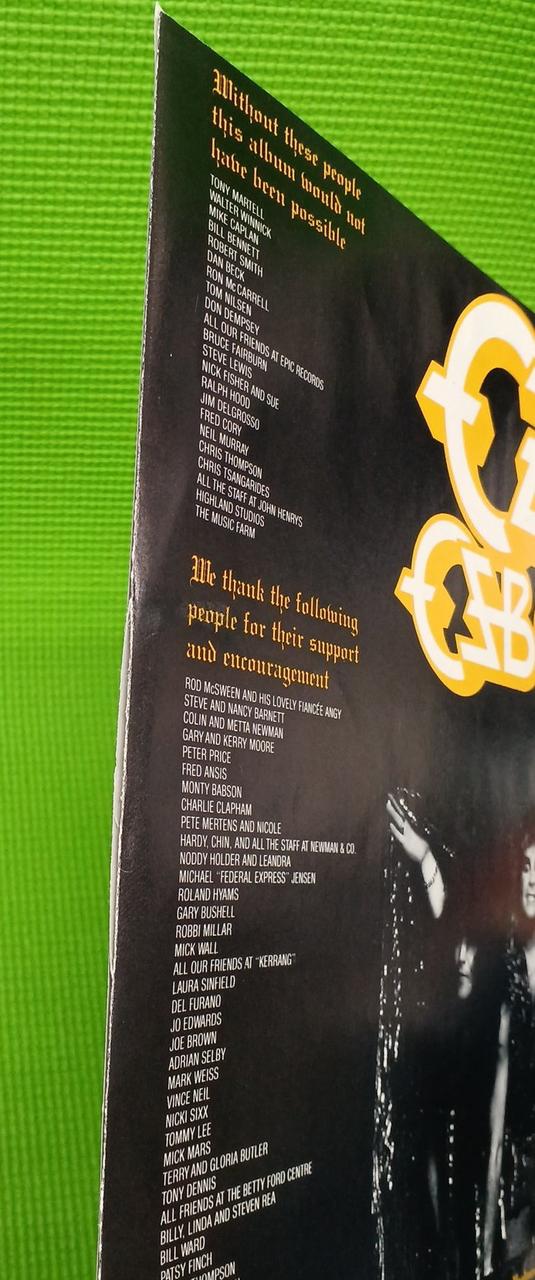 Without these people
this album would not
have been possible
TONY MARTELL
WALTER WINNICK
MIKE CAPLAN
BILL BENNETT
ROBERT SMITH
DAN BECK
RON McCARRELL
TOM NILSEN
DON DEMPSEY
ALL OUR FRIENDS AT EPIC RECORDS
BRUCE FAIRBURN
STEVE LEWIS
NICK FISHER AND SUE
RALPH HOOD
JIM DELGROSSO
FRED CORY
NEIL MURRAY
CHRIS THOMPSON
CHRIS TSANGARIDES
ALL THE STAFF AT JOHN HENRYS
HIGHLAND STUDIOS
THE MUSIC FARM
We thank the following
people for their support
and encouragement
ROD McSWEEN AND HIS LOVELY FIANCÉE ANGY
STEVE AND NANCY BARNETT
COLIN AND METTA NEWMAN
GARY AND KERRY MOORE
PETER PRICE
FRED ANSIS
MONTY BABSON
CHARLIE CLAPHAM
PETE MERTENS AND NICOLE
HARDY, CHIN, AND ALL THE STAFF AT NEWMAN & CO.
NODDY HOLDER AND LEANDRA
MICHAEL "FEDERAL EXPRESS" JENSEN
ROLAND HYAMS
GARY BUSHELL
ROBBI MILLAR
MICK WALL
ALL OUR FRIENDS AT "KERRANG"
LAURA SINFIELD
DEL FURANO
JO EDWARDS
JOE BROWN
ADRIAN SELBY
MARK WEISS
VINCE NEIL
NICKI SIXX
TOMMY LEE
MICK MARS
TERRY AND GLORIA BUTLER
TONY DENNIS
ALL FRIENDS AT THE BETTY FORD CENTRE
BILLY, LINDA AND STEVEN REA
BILL WARD
PATSY FINCH
THOMPSON